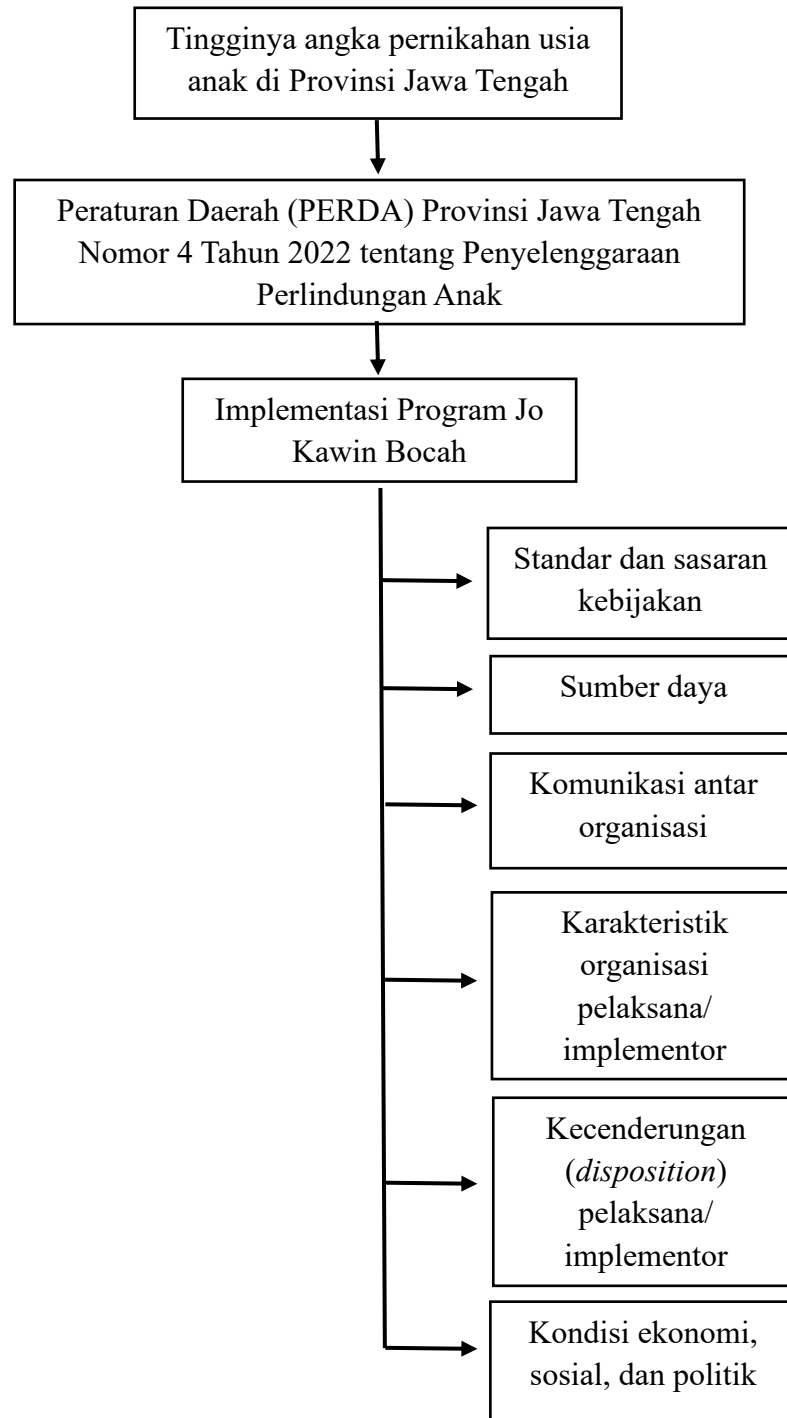 Tingginya angka pernikahan usia
anak di Provinsi Jawa Tengah
Peraturan Daerah (PERDA) Provinsi Jawa Tengah
Nomor 4 Tahun 2022 tentang Penyelenggaraan
Perlindungan Anak
Implementasi Program Jo
Kawin Bocah
Standar dan sasaran
kebijakan
Sumber daya
Komunikasi antar
organisasi
Karakteristik
organisasi
pelaksana/
implementor
Kecenderungan
(disposition)
pelaksana/
implementor
Kondisi ekonomi,
sosial, dan politik